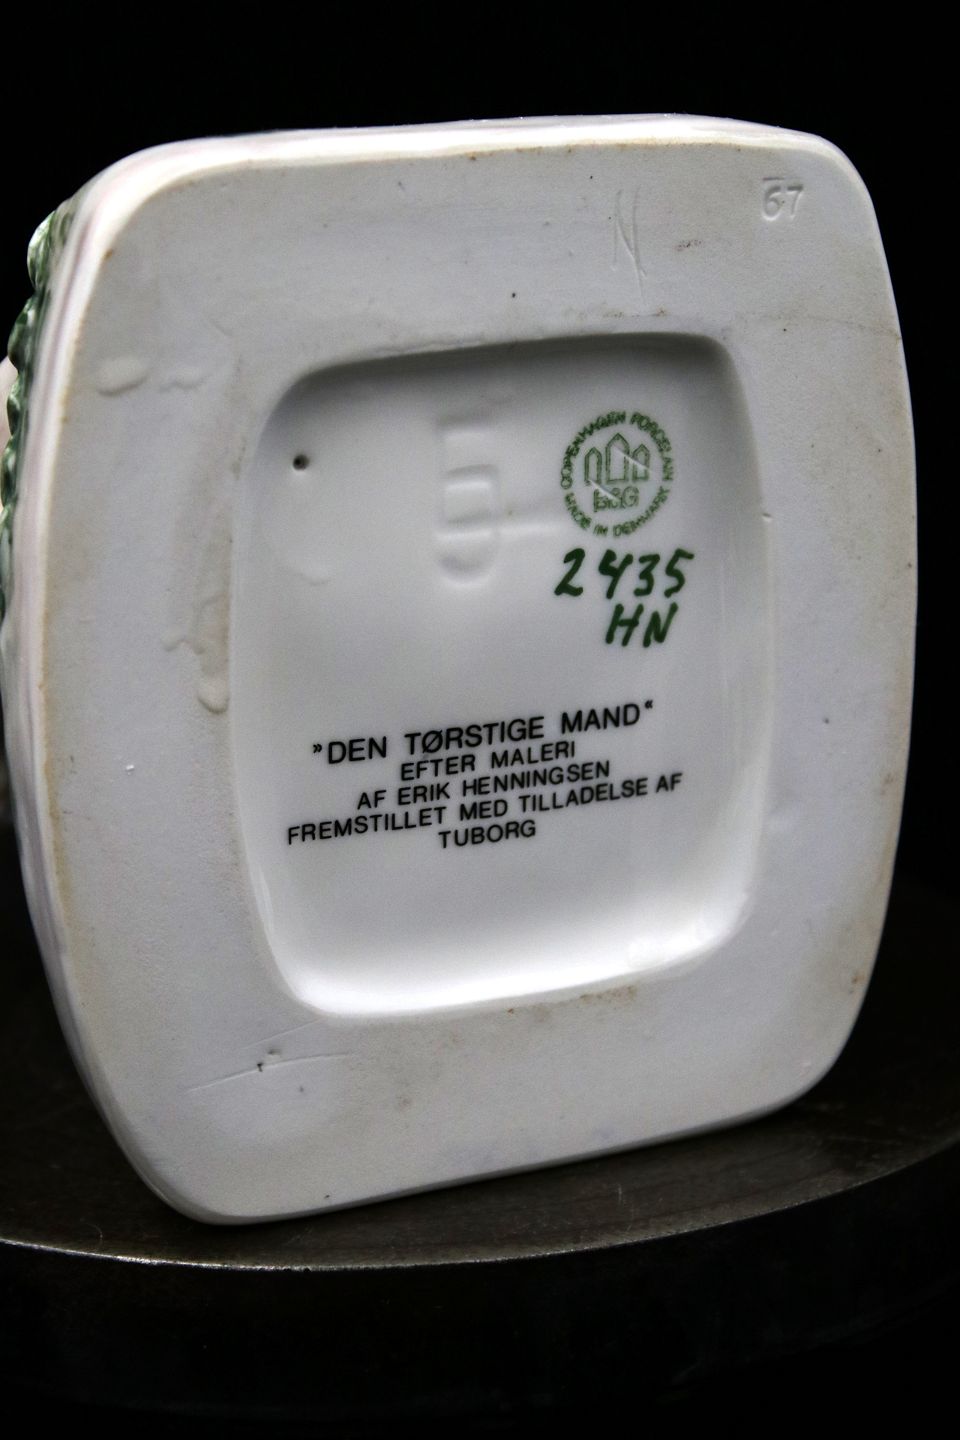 67
N
COPENHAGEN PORCELAIN
MADE IN DENMARK
B&G
2435
HN
»DEN TØRSTIGE MAND«
EFTER MALERI
AF ERIK HENNINGSEN
FREMSTILLET MED TILLADELSE AF
TUBORG